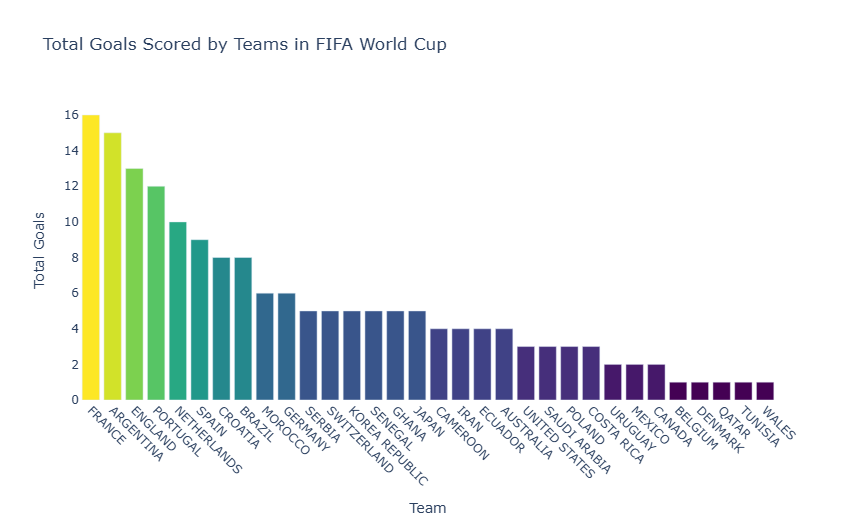 Total Goals Scored by Teams in FIFA World Cup
Total Goals
16
14
12
10
8
6
4
2
0
FRANCE
ARGENTINA
ENGLAND
PORTUGAL
NETHERLANDS
SPAIN
CROATIA
BRAZIL
MOROCCO
GERMANY
SERBIA
SWITZERLAND
KOREA REPUBLIC
SENEGAL
GHANA
JAPAN
CAMEROON
IRAN
ECUADOR
AUSTRALIA
UNITED STATES
SAUDI ARABIA
POLAND
COSTA RICA
URUGUAY
MEXICO
CANADA
BELGIUM
DENMARK
QATAR
TUNISIA
WALES
Team